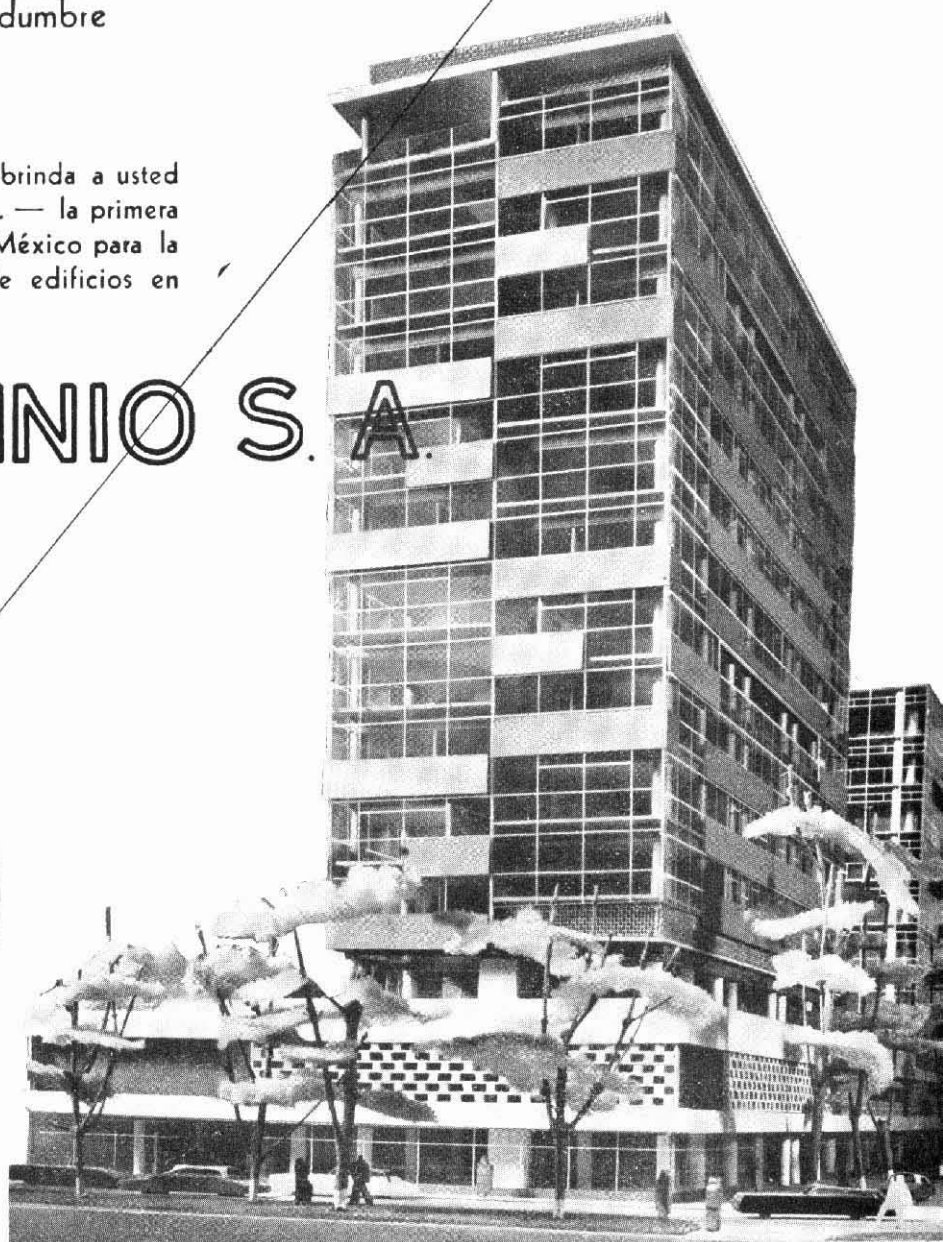 dumbre
brinda a usted
. — la primera
México para la
e edificios en
INIO S. A.